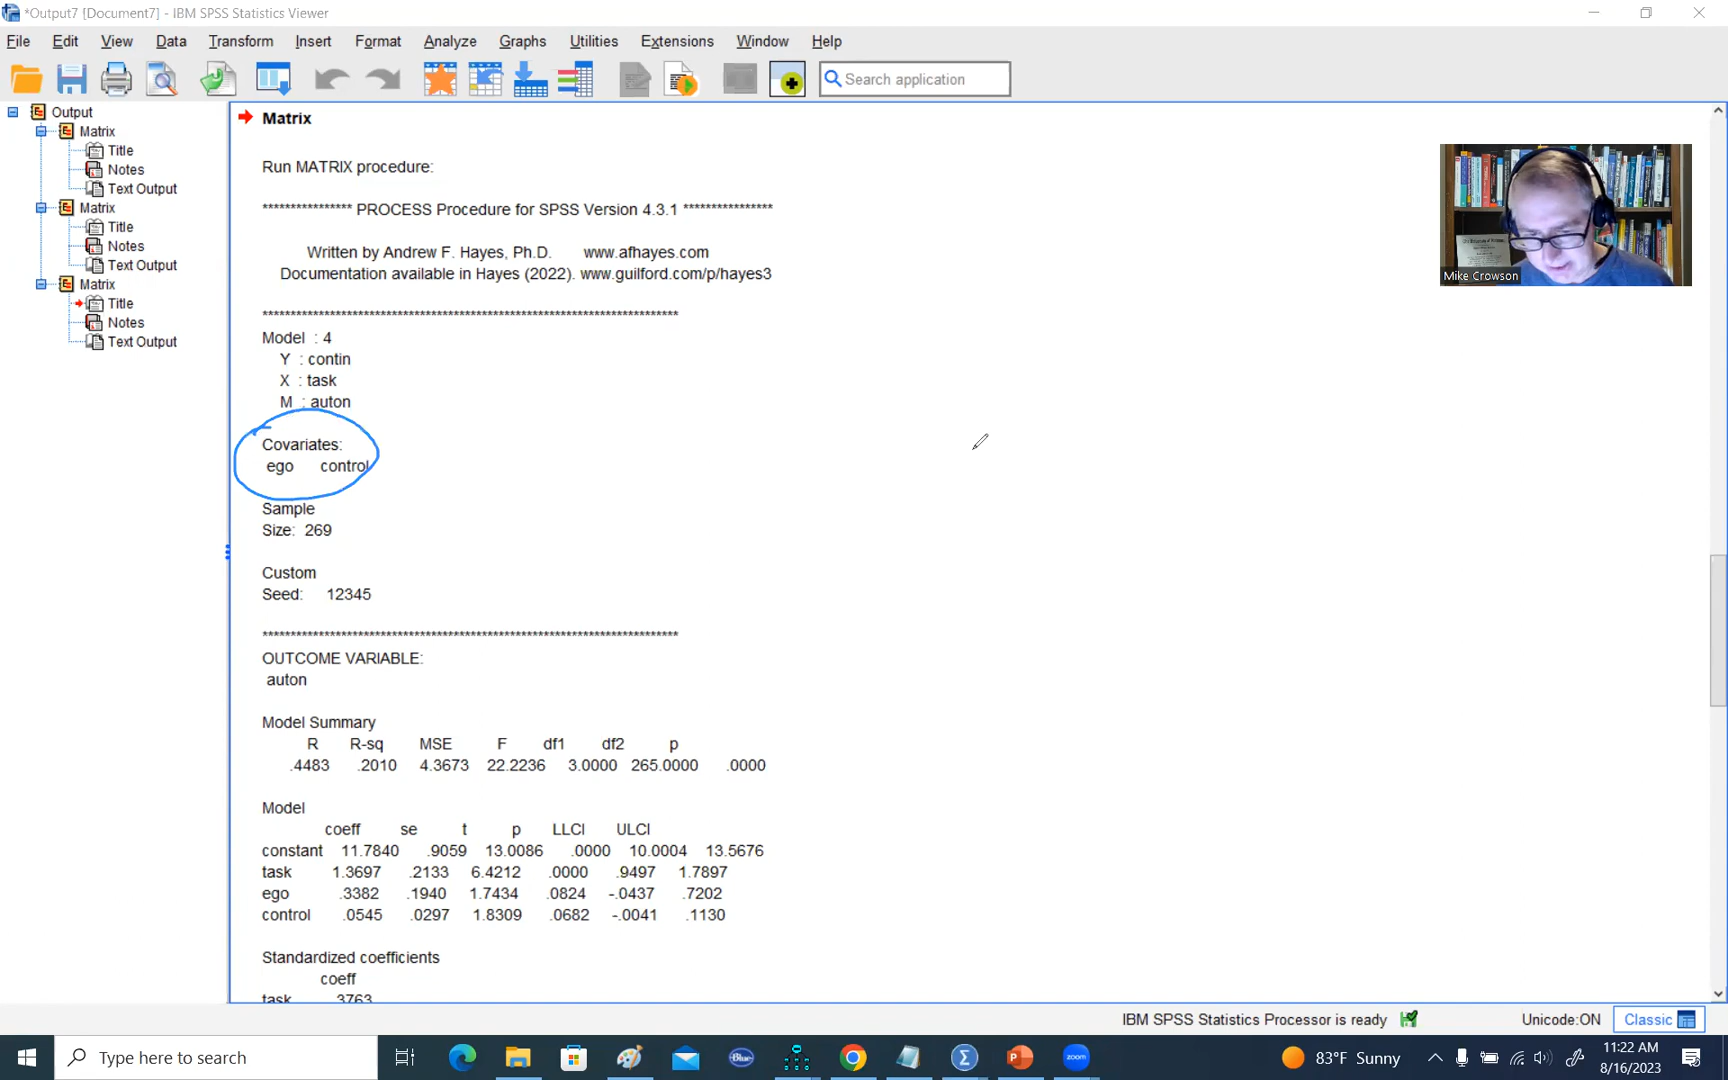 *Output7 [Document7] - IBM SPSS Statistics Viewer
File Edit View Data Transform Insert Format Analyze Graphs Utilities Extensions Window Help
Search application
Output
Matrix
Title
Notes
Text Output
Matrix
Title
Notes
Text Output
Matrix
Title
Notes
Text Output
Matrix
Run MATRIX procedure:
*************** PROCESS Procedure for SPSS Version 4.3.1 ***************
Written by Andrew F. Hayes, Ph.D. www.afhayes.com
Documentation available in Hayes (2022). www.guilford.com/p/hayes3
**************************************************************************
Model : 4
Y : contin
X : task
M : auton
Covariates:
ego control
Sample
Size: 269
Custom
Seed: 12345
**************************************************************************
OUTCOME VARIABLE:
auton
Model Summary
R R-sq MSE F df1 df2 p
.4483 .2010 4.3673 22.2236 3.0000 265.0000 .0000
Model
coeff se t p LLCI ULCI
constant 11.7840 .9059 13.0086 .0000 10.0004 13.5676
task 1.3697 .2133 6.4212 .0000 .9497 1.7897
ego .3382 .1940 1.7434 .0824 -.0437 .7202
control .0545 .0297 1.8309 .0682 -.0041 .1130
Standardized coefficients
coeff
task .3763
Mike Crowson
IBM SPSS Statistics Processor is ready
Unicode:ON
Classic
Type here to search
Blue
zoom
83°F Sunny
11:22 AM
8/16/2023